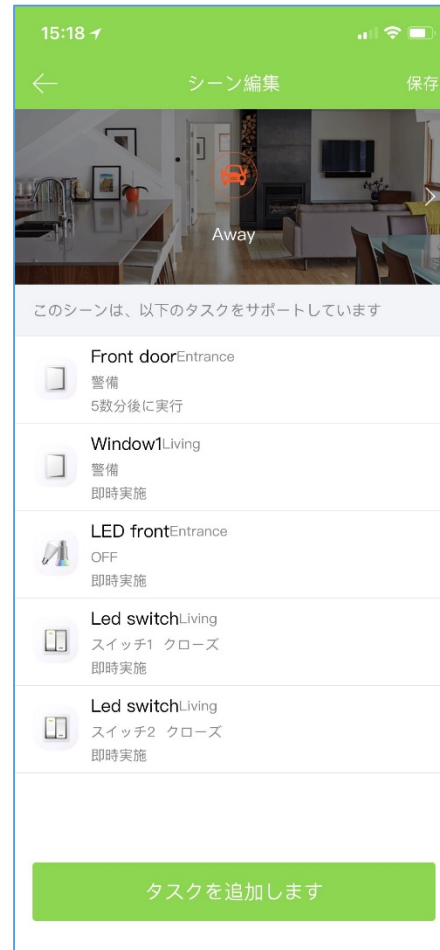 15:18
シーン編集
保存
Away
このシーンは、以下のタスクをサポートしています
Front doorEntrance
警備
5数分後に実行
Window1Living
警備
即時実施
LED frontEntrance
OFF
即時実施
Led switchLiving
スイッチ1 クローズ
即時実施
Led switchLiving
スイッチ2 クローズ
即時実施
タスクを追加します